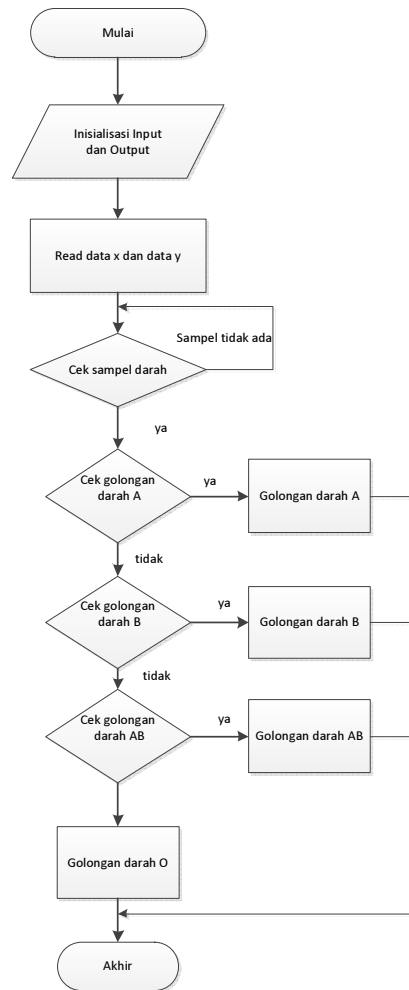 Mulai
Inisialisasi Input
dan Output
Read data x dan data y
Sampel tidak ada
Cek sampel darah
ya
Cek golongan
darah A
ya
Golongan darah A
tidak
Cek golongan
darah B
ya
Golongan darah B
tidak
Cek golongan
darah AB
ya
Golongan darah AB
Golongan darah O
Akhir